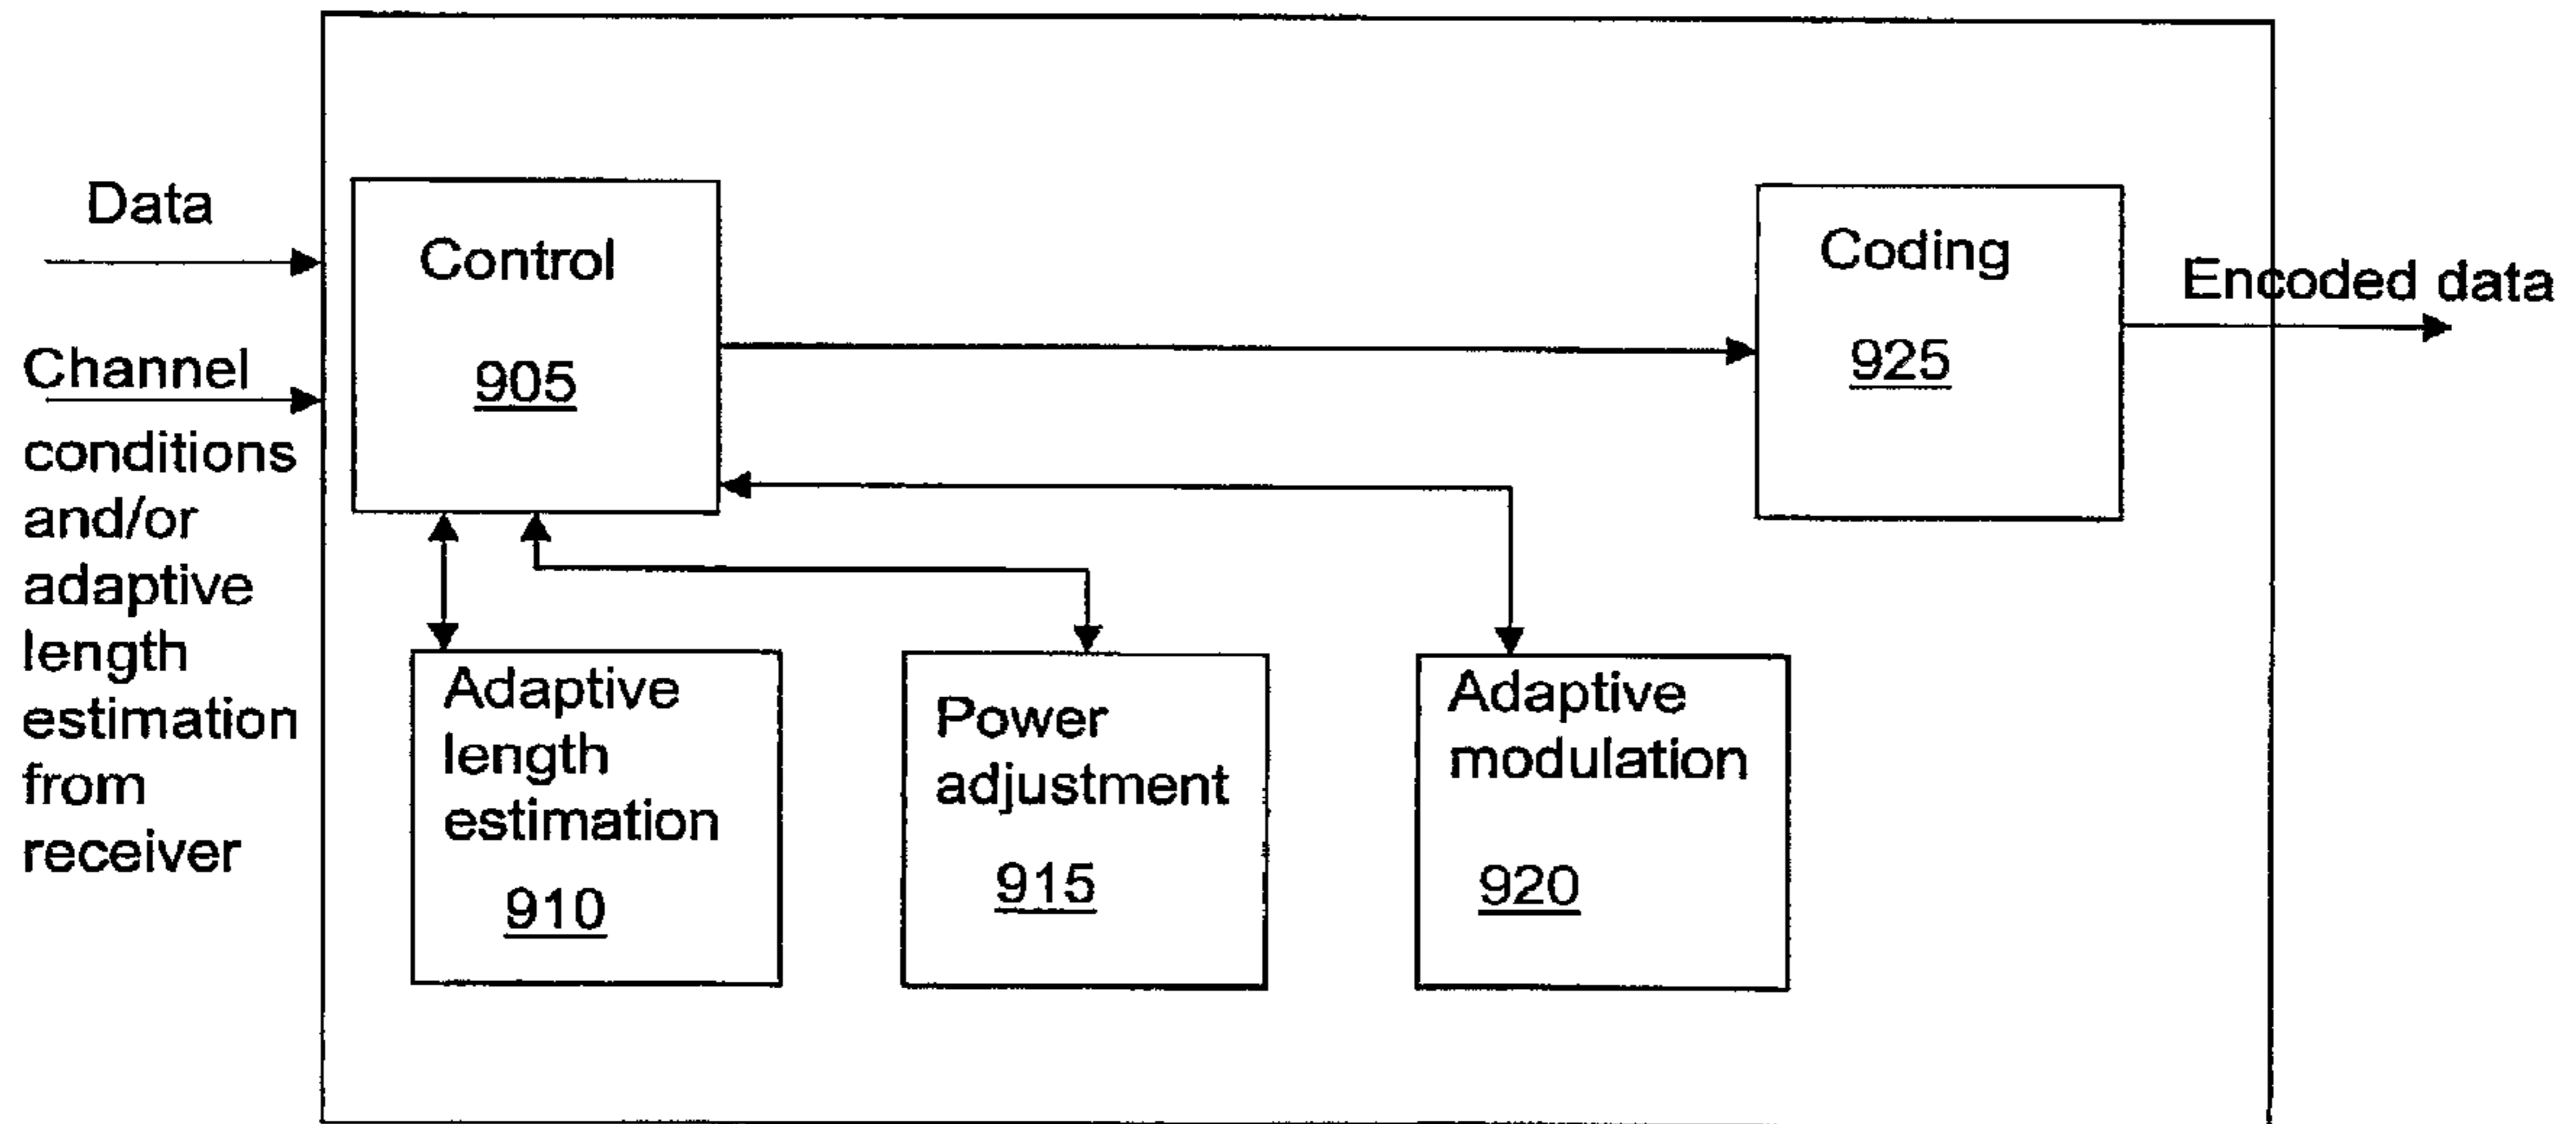 Data
Channel
conditions
and/or
adaptive
length
estimation
from
receiver
Control
905
Coding
925
Encoded data
Adaptive
length
estimation
910
Power
adjustment
915
Adaptive
modulation
920